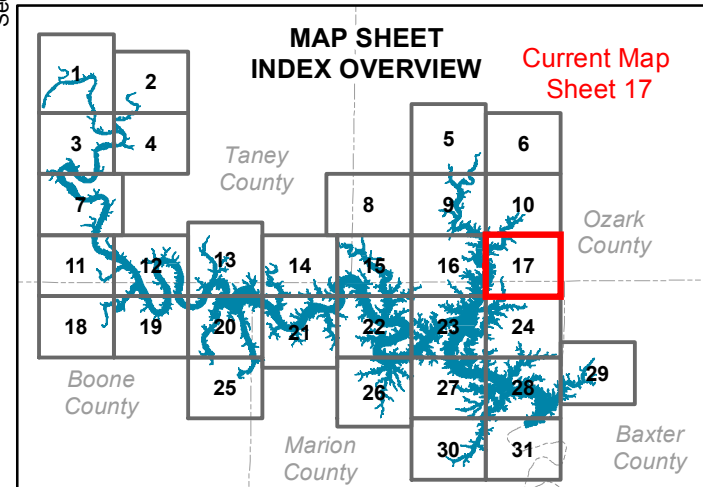 Se
MAP SHEET
INDEX OVERVIEW
Current Map
Sheet 17
1
2
3
4
5
6
Taney
County
7
8
9
10
Ozark
County
11
12
13
14
15
16
17
18
19
20
21
22
23
24
25
26
27
28
29
Boone
County
Marion
County
30
31
Baxter
County